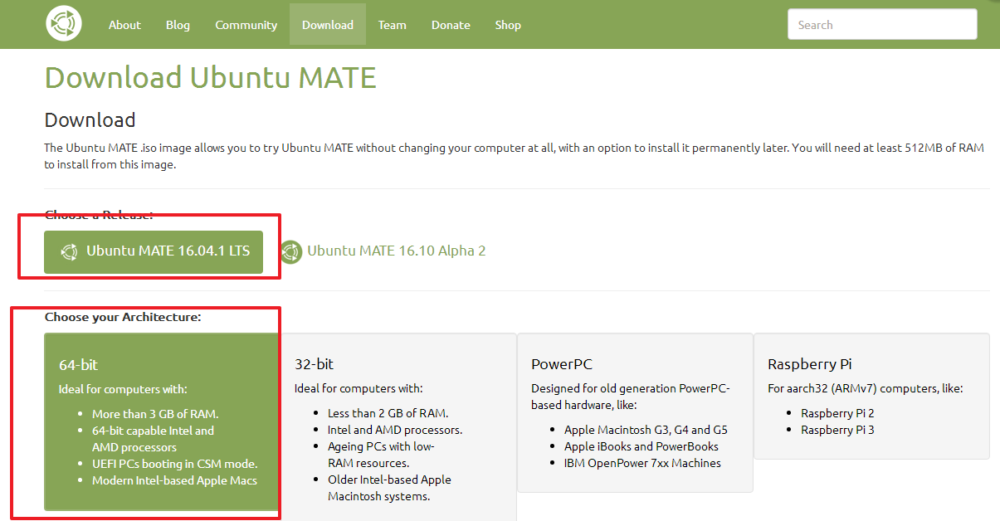 About Blog Community Download Team Donate Shop Search
Download Ubuntu MATE
Download
The Ubuntu MATE .iso image allows you to try Ubuntu MATE without changing your computer at all, with an option to install it permanently later. You will need at least 512MB of RAM
to install from this image.
Choose a Release:
Ubuntu MATE 16.04.1 LTS
Ubuntu MATE 16.10 Alpha 2
Choose your Architecture:
64-bit
Ideal for computers with:
More than 3 GB of RAM.
64-bit capable Intel and
AMD processors
UEFI PCs booting in CSM mode.
Modern Intel-based Apple Macs
32-bit
Ideal for computers with:
Less than 2 GB of RAM.
Intel and AMD processors.
Ageing PCs with low-
RAM resources.
Older Intel-based Apple
Macintosh systems.
PowerPC
Designed for old generation PowerPC-
based hardware, like:
Apple Macintosh G3, G4 and G5
Apple iBooks and PowerBooks
IBM OpenPower 7xx Machines
Raspberry Pi
For aarch32 (ARMv7) computers, like:
Raspberry Pi 2
Raspberry Pi 3